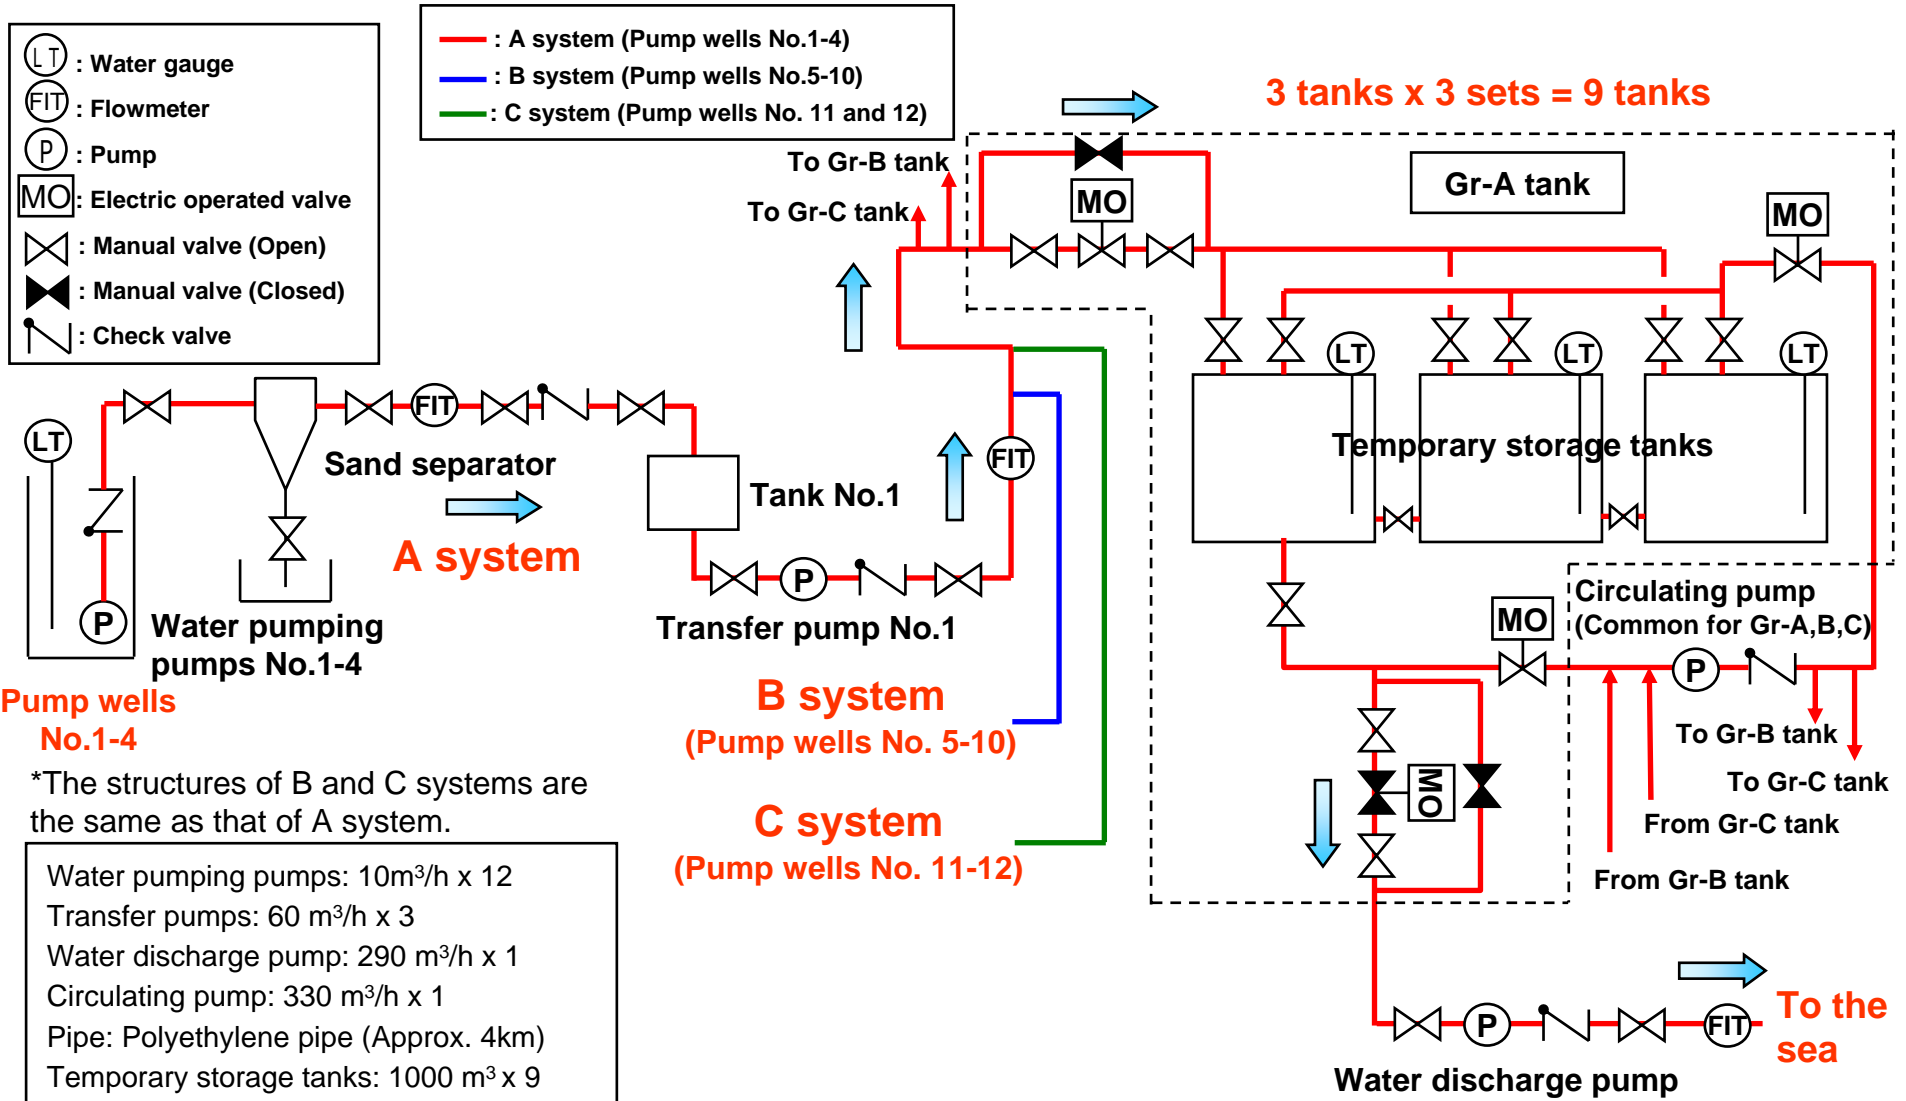 LT : Water gauge
FIT : Flowmeter
P : Pump
MO : Electric operated valve
: Manual valve (Open)
: Manual valve (Closed)
: Check valve
: A system (Pump wells No.1-4)
: B system (Pump wells No.5-10)
: C system (Pump wells No. 11 and 12)
3 tanks x 3 sets = 9 tanks
To Gr-B tank
To Gr-C tank
MO
Gr-A tank
MO
LT
LT
LT
Temporary storage tanks
LT
FIT
Sand separator
Tank No.1
FIT
A system
P
P
Water pumping
pumps No.1-4
Transfer pump No.1
Pump wells
No.1-4
B system
(Pump wells No. 5-10)
C system
(Pump wells No. 11-12)
MO
Circulating pump
(Common for Gr-A,B,C)
P
To Gr-B tank
To Gr-C tank
From Gr-C tank
From Gr-B tank
MO
*The structures of B and C systems are
the same as that of A system.
Water pumping pumps: 10m³/h x 12
Transfer pumps: 60 m³/h x 3
Water discharge pump: 290 m³/h x 1
Circulating pump: 330 m³/h x 1
Pipe: Polyethylene pipe (Approx. 4km)
Temporary storage tanks: 1000 m³ x 9
P
FIT
To the
sea
Water discharge pump